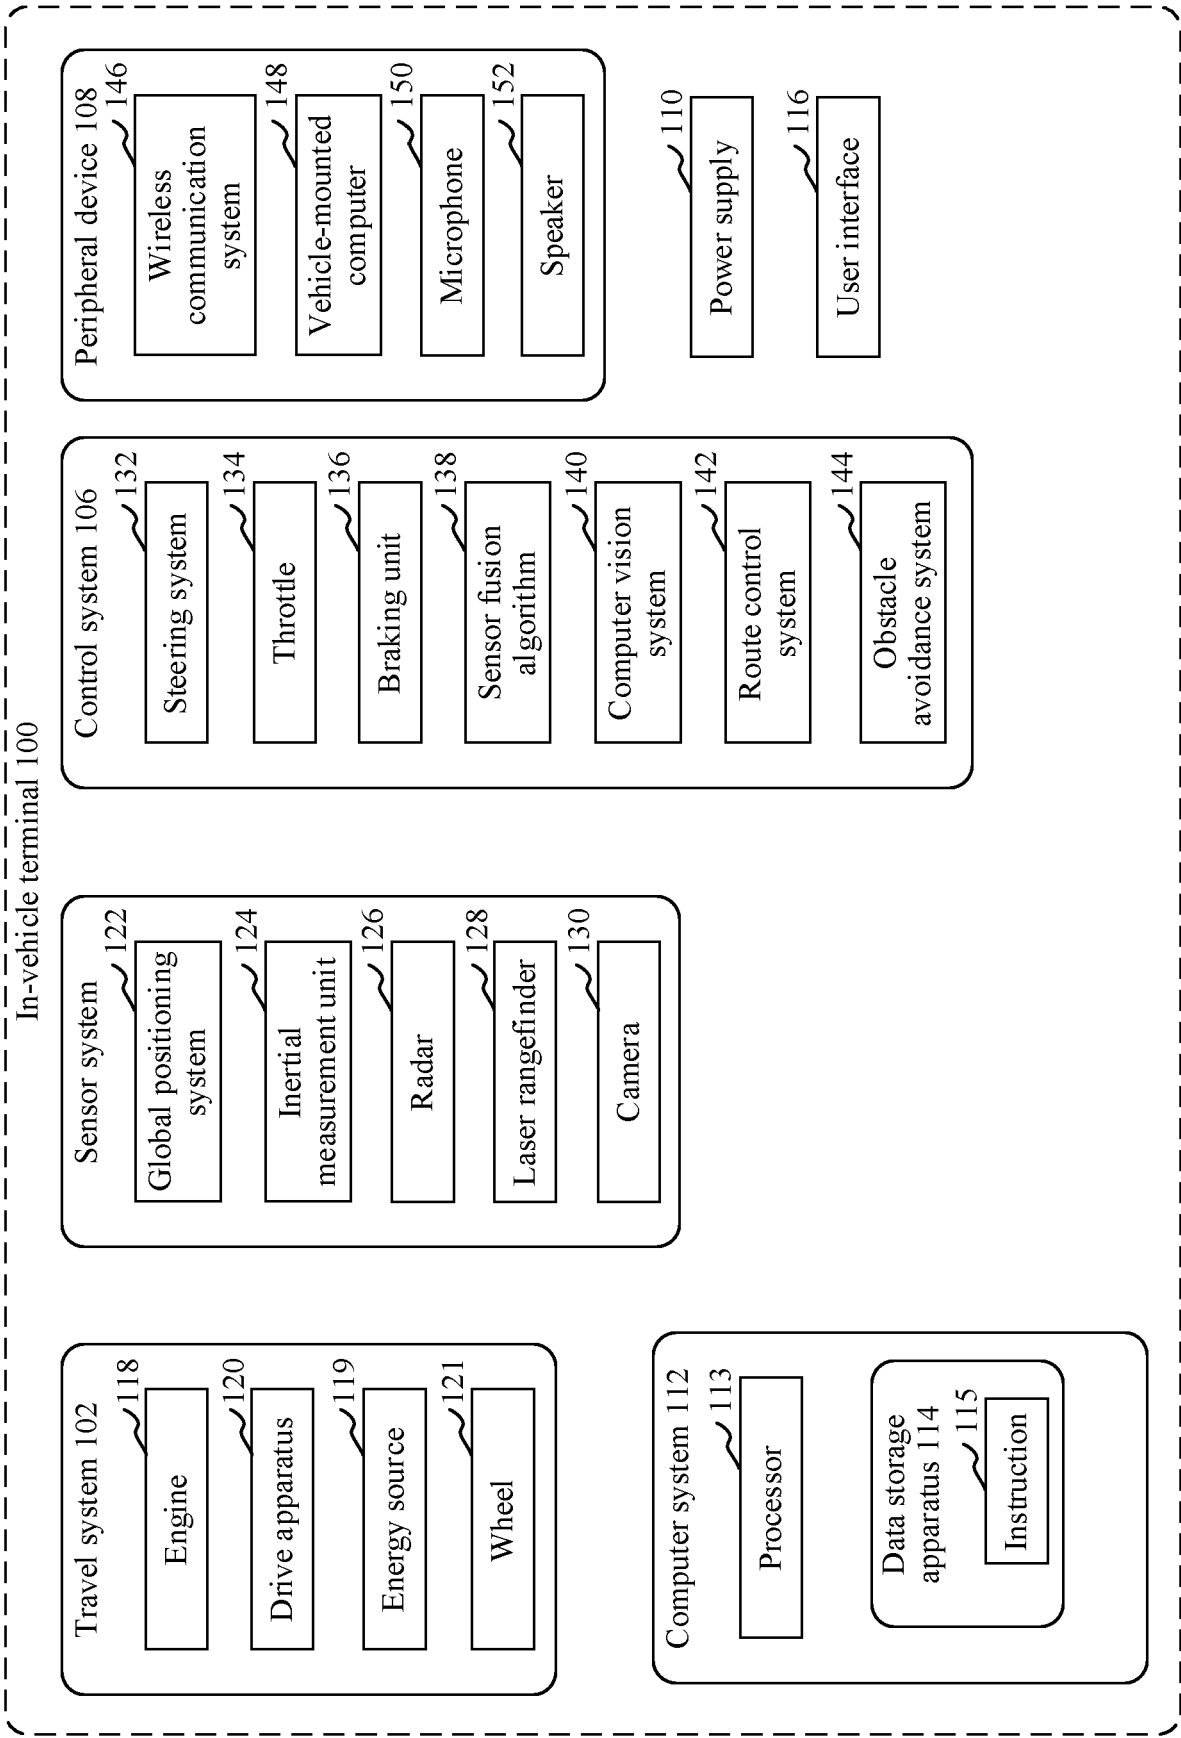 In-vehicle terminal 100
Travel system 102
118
Engine
120
Drive apparatus
119
Energy source
121
Wheel
Sensor system
122
Global positioning
system
124
Inertial
measurement unit
126
Radar
128
Laser rangefinder
130
Camera
Control system 106
132
Steering system
134
Throttle
136
Braking unit
138
Sensor fusion
algorithm
140
Computer vision
system
142
Route control
system
144
Obstacle
avoidance system
Peripheral device 108
146
Wireless
communication
system
148
Vehicle-mounted
computer
150
Microphone
152
Speaker
Computer system 112
113
Processor
Data storage
apparatus 114
115
Instruction
110
Power supply
116
User interface